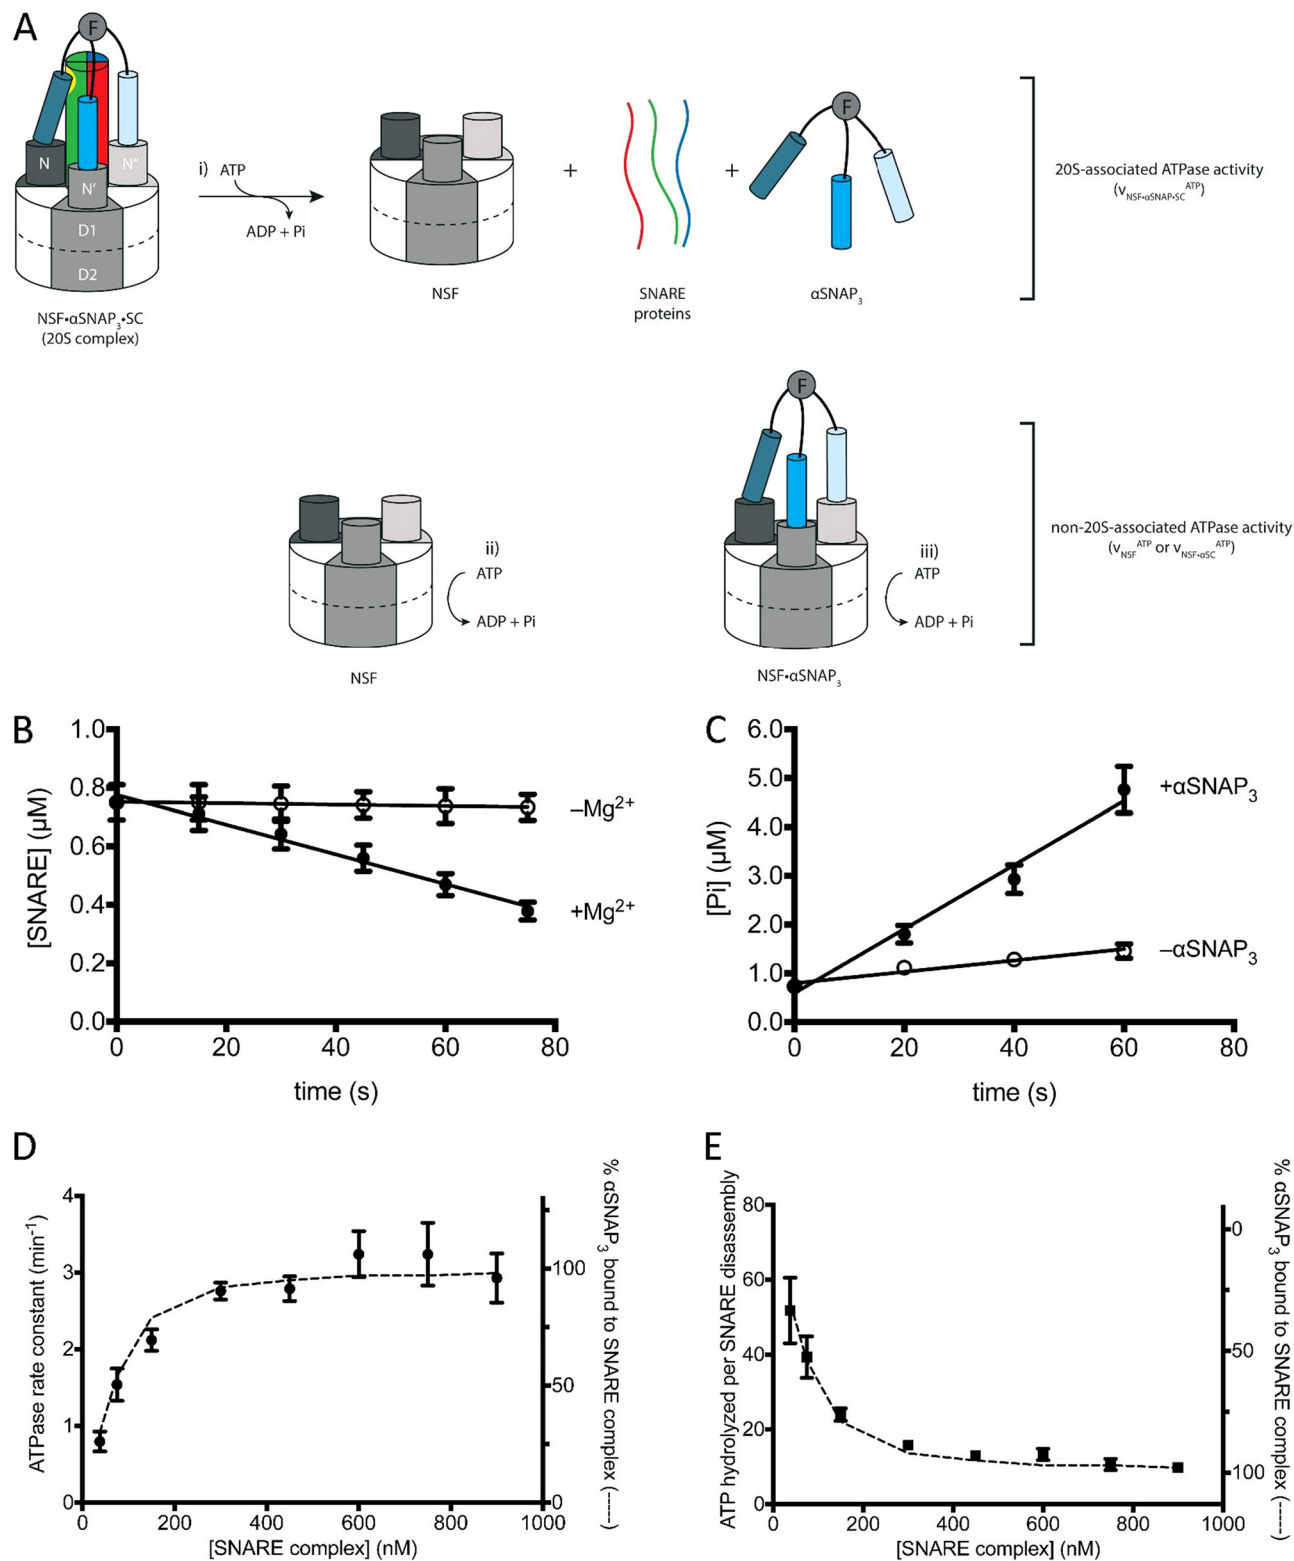 A
F
N
N′
N″
D1
D2
NSF•αSNAP₃•SC
(20S complex)
i)
ATP
ADP + Pi
NSF
+
SNARE
proteins
+
F
αSNAP₃
20S-associated ATPase activity
(v_NSF•αSNAP•SC^ATP)
ii)
ATP
ADP + Pi
NSF
F
iii)
ATP
ADP + Pi
NSF•αSNAP₃
non-20S-associated ATPase activity
(v_NSF^ATP or v_NSF•αSC^ATP)
B
[SNARE] (μM)
1.0
0.8
0.6
0.4
0.2
0.0
0 20 40 60 80
time (s)
–Mg²⁺
+Mg²⁺
C
[Pi] (μM)
6.0
5.0
4.0
3.0
2.0
1.0
0.0
0 20 40 60 80
time (s)
+αSNAP₃
–αSNAP₃
D
ATPase rate constant (min⁻¹)
4
3
2
1
0
0 200 400 600 800 1000
[SNARE complex] (nM)
100
50
0
% αSNAP₃ bound to SNARE complex (-----)
E
ATP hydrolyzed per SNARE disassembly
80
60
40
20
0
0 200 400 600 800 1000
[SNARE complex] (nM)
0
50
100
% αSNAP₃ bound to SNARE complex (-----)